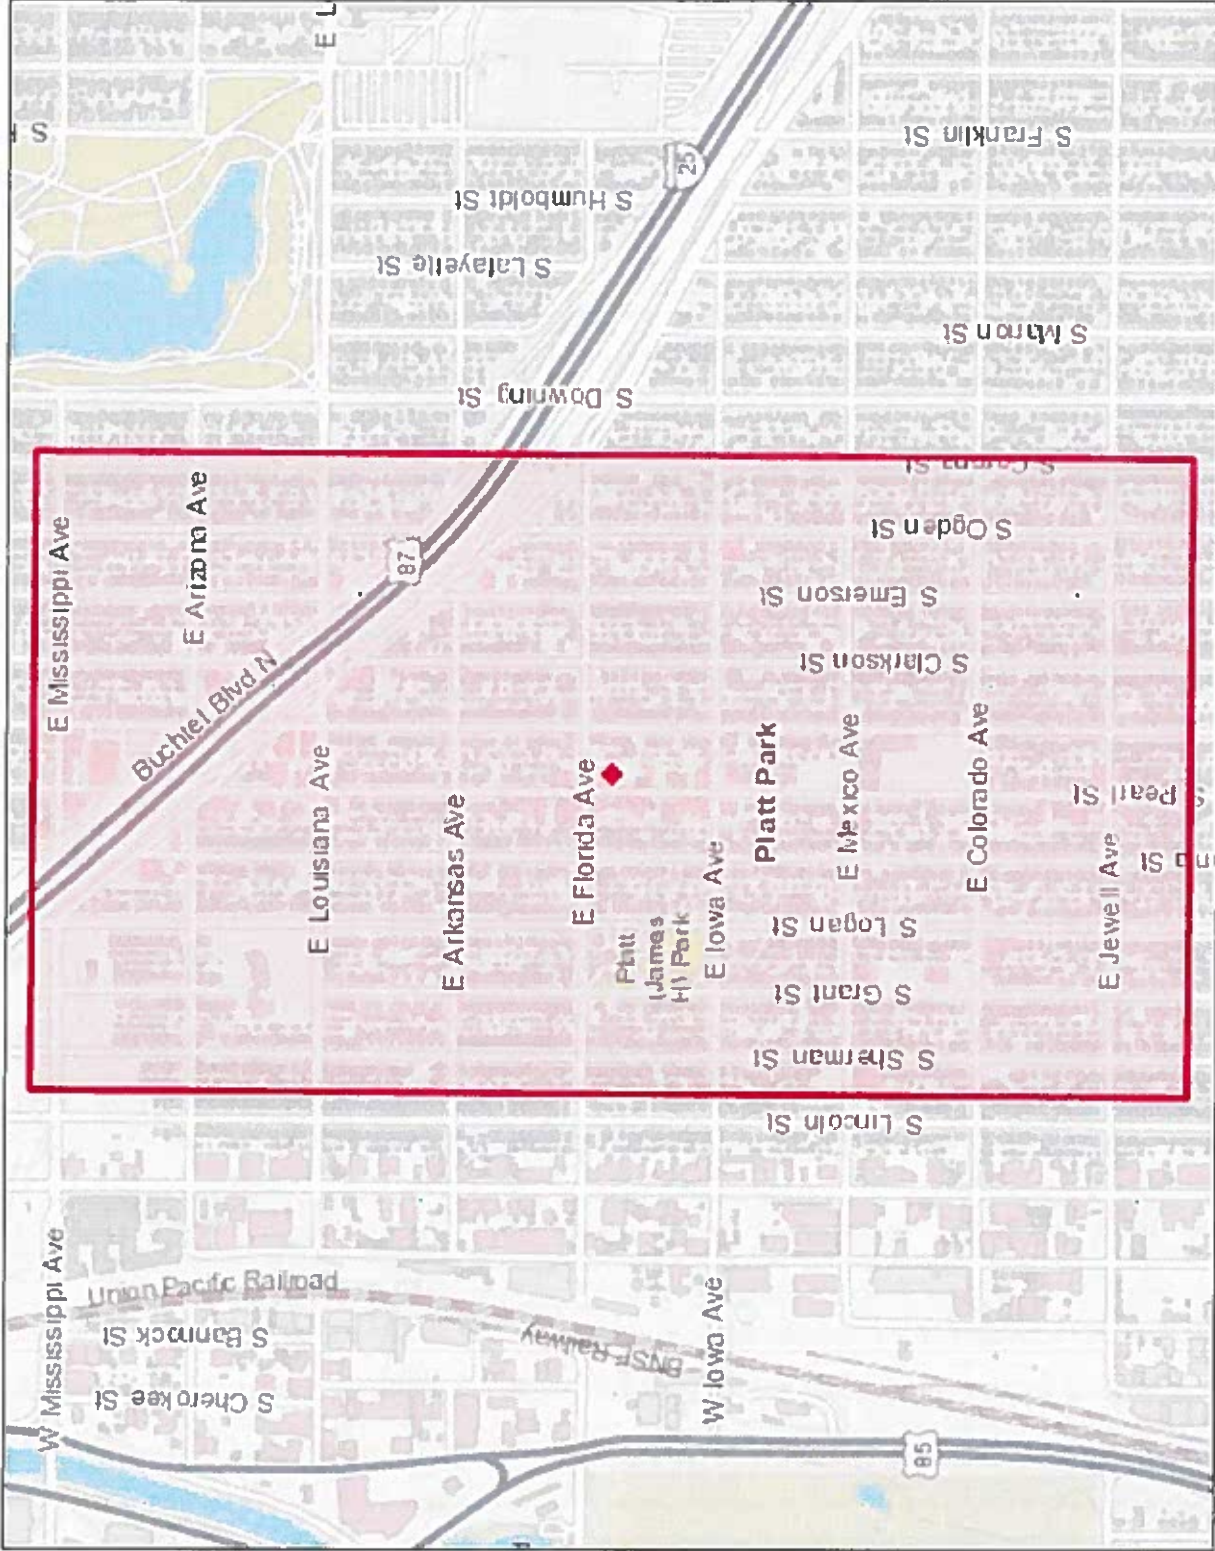 E Mississippi Ave
E Arizona Ave
Buchtel Blvd N
87
E Louisiana Ave
E Arkansas Ave
E Florida Ave
Platt
(James
H) Park
E Iowa Ave
Platt Park
E Mexico Ave
E Colorado Ave
E Jewell Ave
S Pearl St
S Logan St
S Grant St
S Sherman St
S Lincoln St
S Clarkson St
S Emerson St
S Ogden St
S Downing St
S Lafayette St
S Humboldt St
25
S Franklin St
S Marion St
W Mississippi Ave
Union Pacific Railroad
S Bannock St
S Cherokee St
BNSF Railway
W Iowa Ave
85